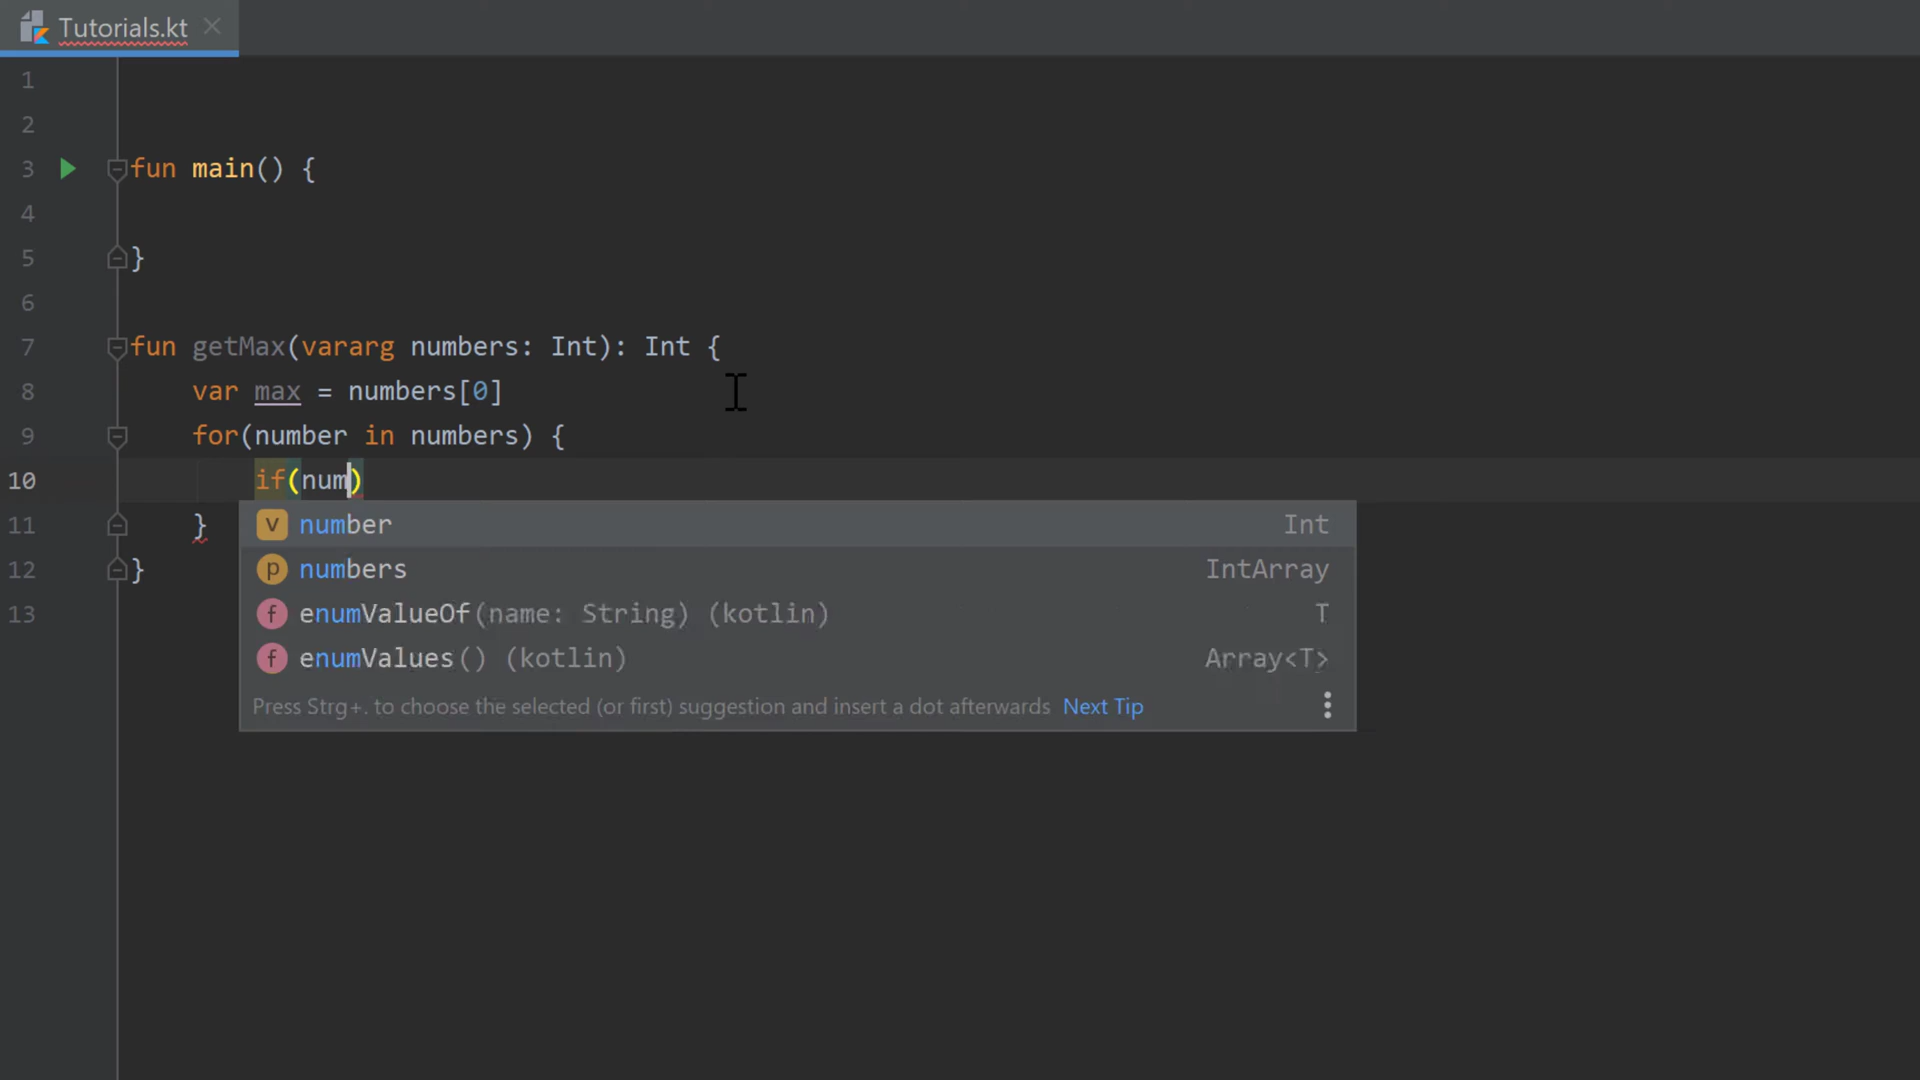 Tutorials.kt
1
2
3 fun main() {
4
5 }
6
7 fun getMax(vararg numbers: Int): Int {
8 var max = numbers[0]
9 for(number in numbers) {
10 if(num)
11 }
12 }
13
v number Int
p numbers IntArray
f enumValueOf(name: String) (kotlin) T
f enumValues() (kotlin) Array<T>
Press Strg+. to choose the selected (or first) suggestion and insert a dot afterwards Next Tip